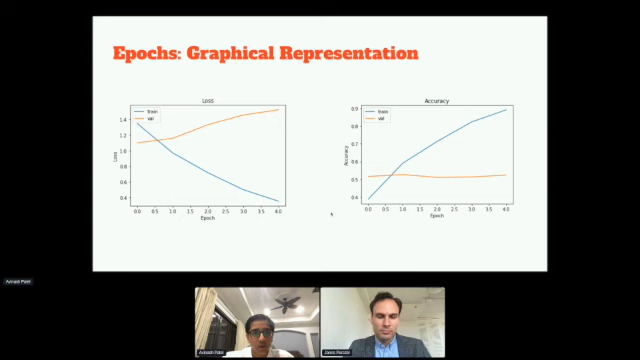 Epochs: Graphical Representation
Loss
train
val
1.4
1.2
1.0
0.8
0.6
0.4
Loss
0.0 0.5 1.0 1.5 2.0 2.5 3.0 3.5 4.0
Epoch
Accuracy
train
val
0.9
0.8
0.7
0.6
0.5
0.4
Accuracy
0.0 0.5 1.0 1.5 2.0 2.5 3.0 3.5 4.0
Epoch